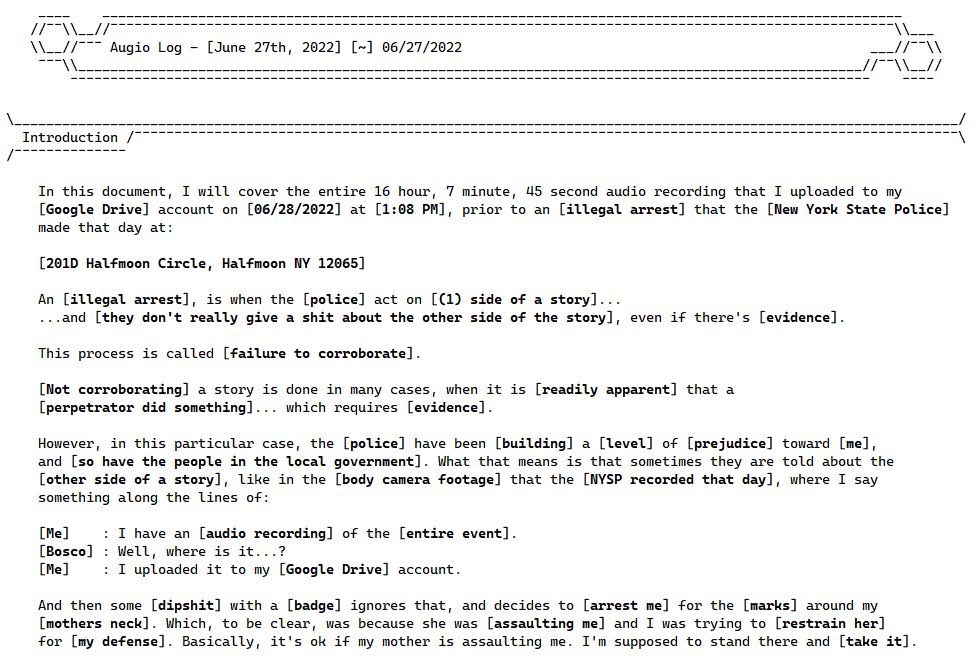 Augio Log - [June 27th, 2022] [~] 06/27/2022
Introduction
In this document, I will cover the entire 16 hour, 7 minute, 45 second audio recording that I uploaded to my
[Google Drive] account on [06/28/2022] at [1:08 PM], prior to an [illegal arrest] that the [New York State Police]
made that day at:
[201D Halfmoon Circle, Halfmoon NY 12065]
An [illegal arrest], is when the [police] act on [(1) side of a story]...
...and [they don't really give a shit about the other side of the story], even if there's [evidence].
This process is called [failure to corroborate].
[Not corroborating] a story is done in many cases, when it is [readily apparent] that a
[perpetrator did something]... which requires [evidence].
However, in this particular case, the [police] have been [building] a [level] of [prejudice] toward [me],
and [so have the people in the local government]. What that means is that sometimes they are told about the
[other side of a story], like in the [body camera footage] that the [NYSP recorded that day], where I say
something along the lines of:
[Me] : I have an [audio recording] of the [entire event].
[Bosco] : Well, where is it...?
[Me] : I uploaded it to my [Google Drive] account.
And then some [dipshit] with a [badge] ignores that, and decides to [arrest me] for the [marks] around my
[mothers neck]. Which, to be clear, was because she was [assaulting me] and I was trying to [restrain her]
for [my defense]. Basically, it's ok if my mother is assaulting me. I'm supposed to stand there and [take it].